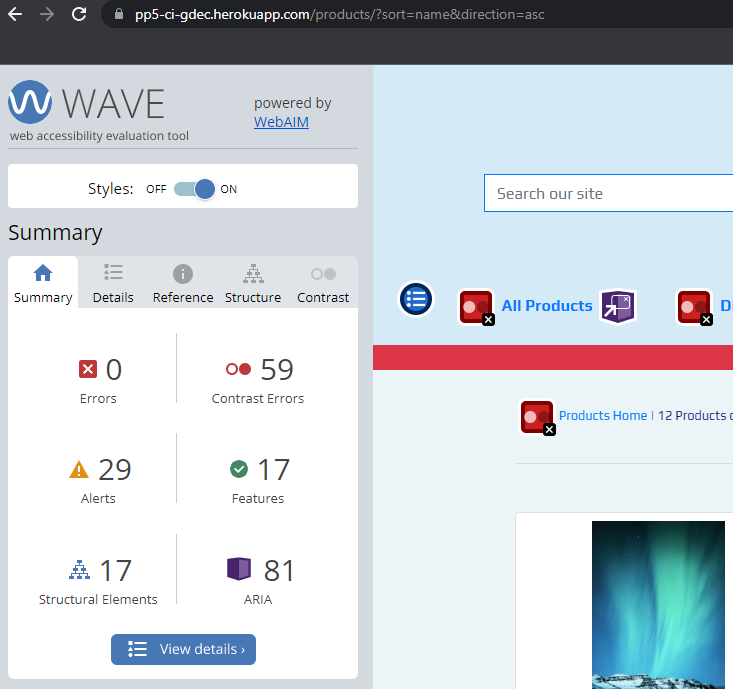 pp5-ci-gdec.herokuapp.com/products/?sort=name&direction=asc
WAVE
web accessibility evaluation tool
powered by
WebAIM
Styles: OFF ON
Summary
Summary Details Reference Structure Contrast
0
Errors
59
Contrast Errors
29
Alerts
17
Features
17
Structural Elements
81
ARIA
View details ›
Search our site
All Products D
Products Home | 12 Products